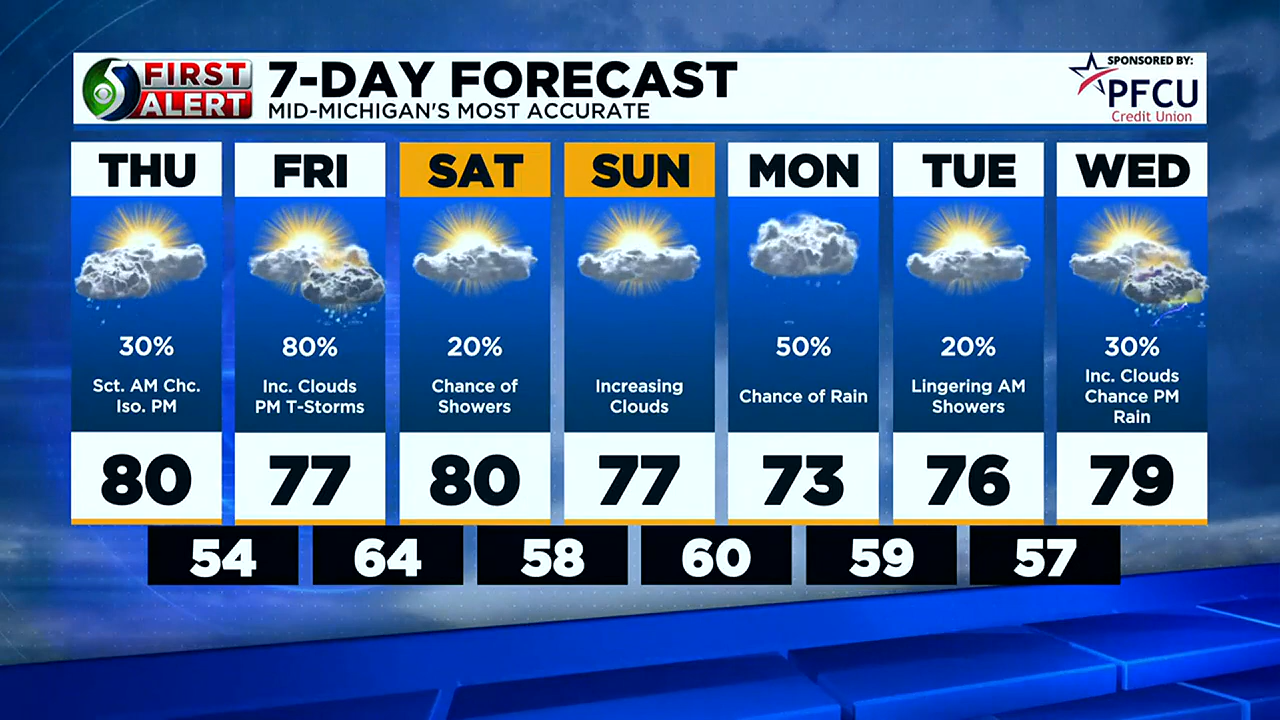 FIRST
ALERT
7-DAY FORECAST
MID-MICHIGAN'S MOST ACCURATE
SPONSORED BY:
PFCU
Credit Union
THU
30%
Sct. AM Chc.
Iso. PM
80
FRI
80%
Inc. Clouds
PM T-Storms
77
SAT
20%
Chance of
Showers
80
SUN
Increasing
Clouds
77
MON
50%
Chance of Rain
73
TUE
20%
Lingering AM
Showers
76
WED
30%
Inc. Clouds
Chance PM
Rain
79
54
64
58
60
59
57